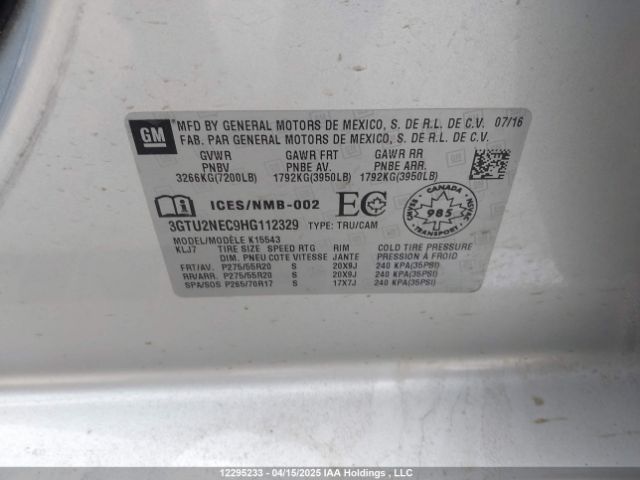 GM
MFD BY GENERAL MOTORS DE MEXICO, S. DE R.L. DE C.V. 07/16
FAB. PAR GENERAL MOTORS DE MEXICO, S. DE R.L. DE C.V.
GVWR GAWR FRT GAWR RR
PNBV PNBE AV. PNBE ARR.
3266KG(7200LB) 1792KG(3950LB) 1792KG(3950LB)
ICES/NMB-002 EC
CANADA
985
TRANSPORT
3GTU2NEC9HG112329 TYPE: TRU/CAM
MODEL/MODÈLE K15543
KLJ7 TIRE SIZE SPEED RTG RIM COLD TIRE PRESSURE
DIM. PNEU COTE VITESSE JANTE PRESSION À FROID
FRT/AV. P275/55R20 S 20X9J 240 KPA(35PSI)
RR/ARR. P275/55R20 S 20X9J 240 KPA(35PSI)
SPA/SOS P265/70R17 S 17X7J 240 KPA(35PSI)
12295233 - 04/15/2025 IAA Holdings, LLC